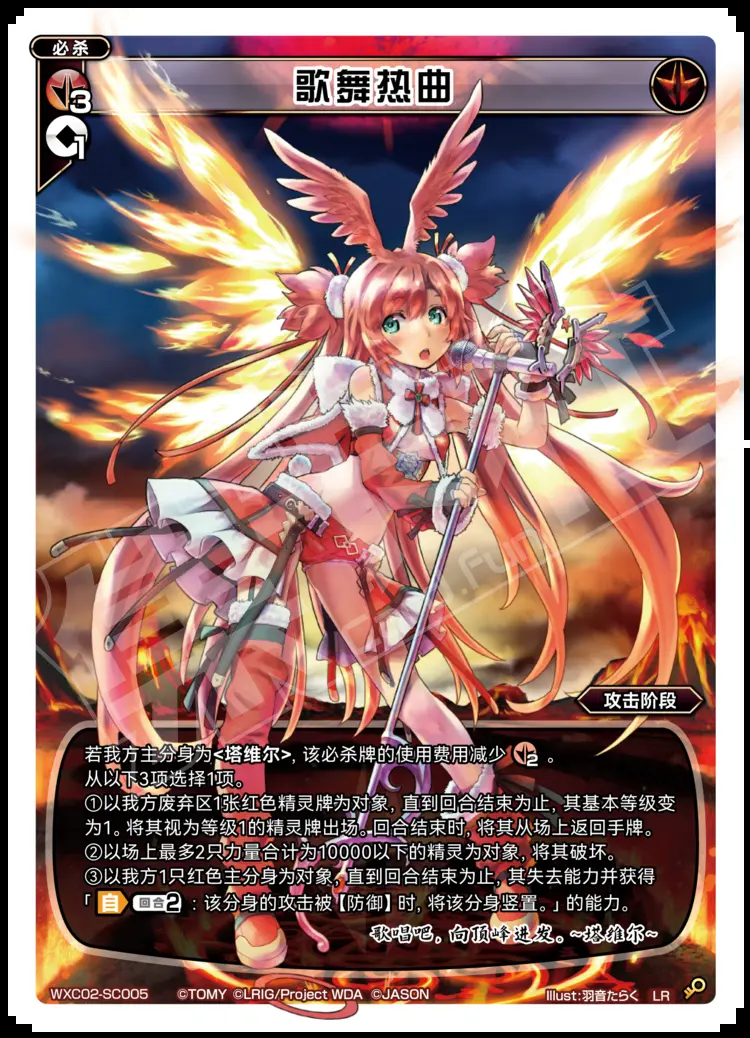 必杀
歌舞热曲
3
1
攻击阶段
若我方主分身为<塔维尔>，该必杀牌的使用费用减少 2 。
从以下3项选择1项。
①以我方废弃区1张红色精灵牌为对象，直到回合结束为止，其基本等级变
为1。将其视为等级1的精灵牌出场。回合结束时，将其从场上返回手牌。
②以场上最多2只力量合计为10000以下的精灵为对象，将其破坏。
③以我方1只红色主分身为对象，直到回合结束为止，其失去能力并获得
「 自 回合2 ：该分身的攻击被【防御】时，将该分身竖置。」的能力。
歌唱吧，向顶峰进发。~塔维尔~
WXC02-SC005 ©TOMY ©LRIG/Project WDA ©JASON Illust:羽音たらく LR